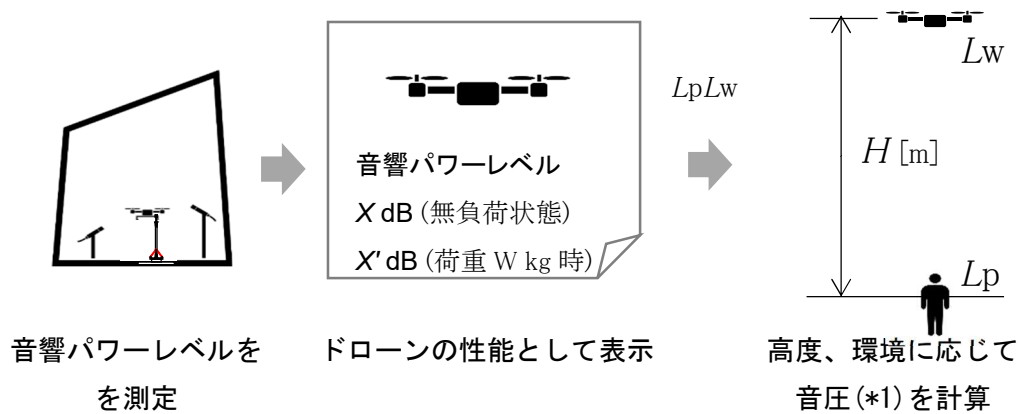 音響パワーレベル
X dB (無負荷状態)
X' dB (荷重 W kg 時)
LpLw
Lw
H [m]
Lp
音響パワーレベルを
を測定
ドローンの性能として表示
高度、環境に応じて
音圧(*1)を計算